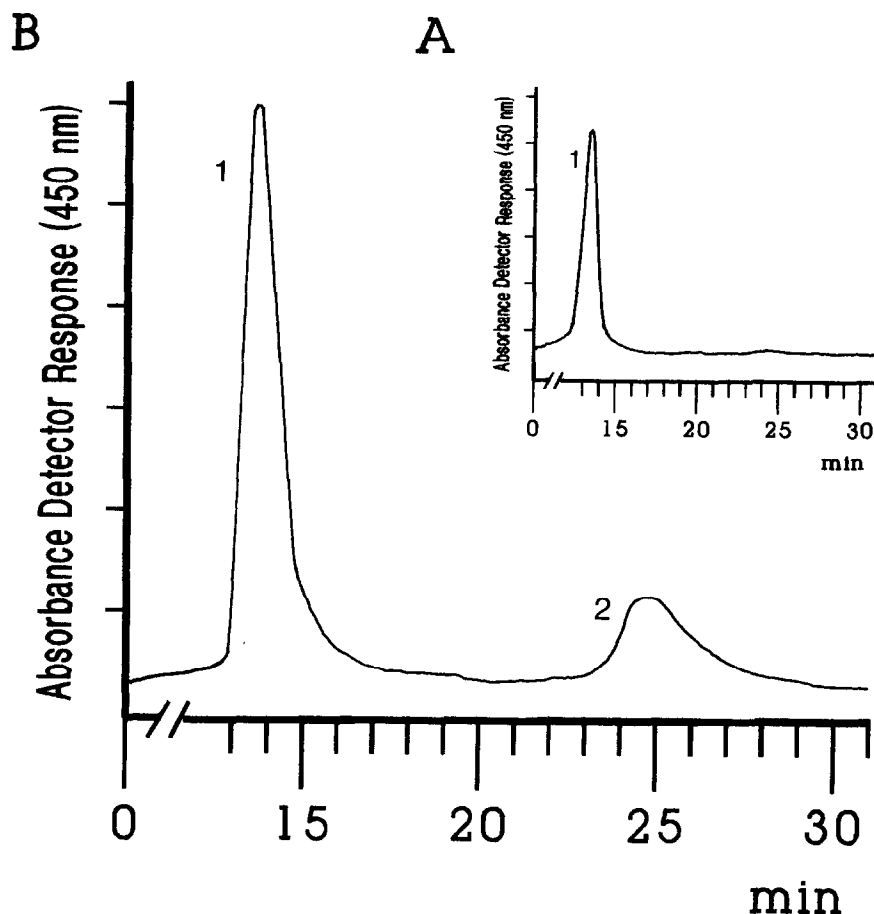 B
A
Absorbance Detector Response (450 nm)
1
2
0 15 20 25 30
min
Absorbance Detector Response (450 nm)
1
0 15 20 25 30
min